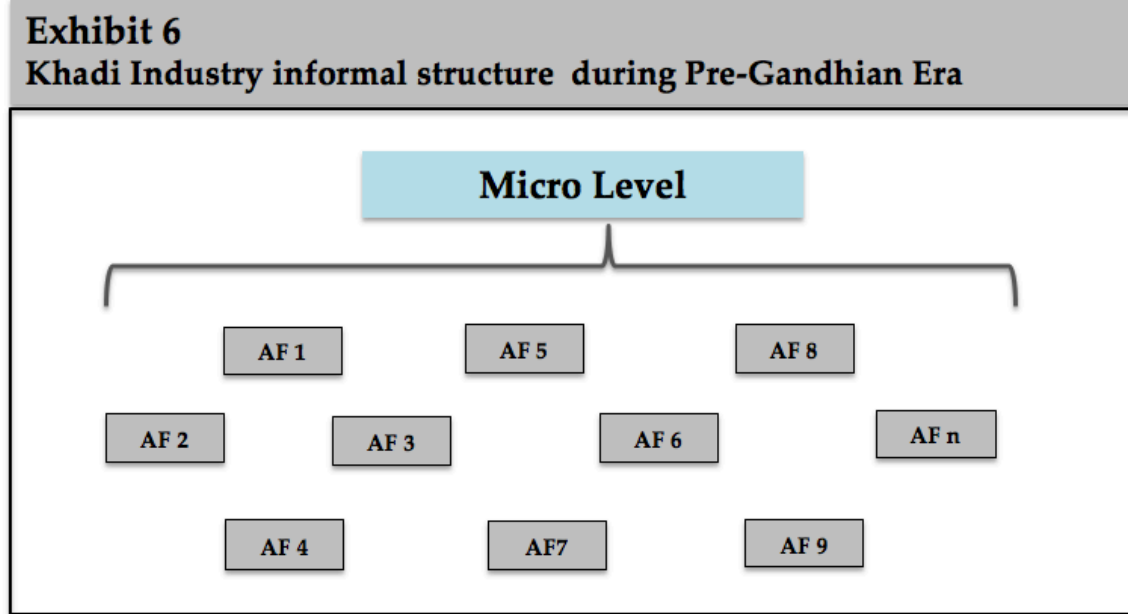 Exhibit 6
Khadi Industry informal structure during Pre-Gandhian Era
Micro Level
AF 1
AF 5
AF 8
AF 2
AF 3
AF 6
AF n
AF 4
AF7
AF 9